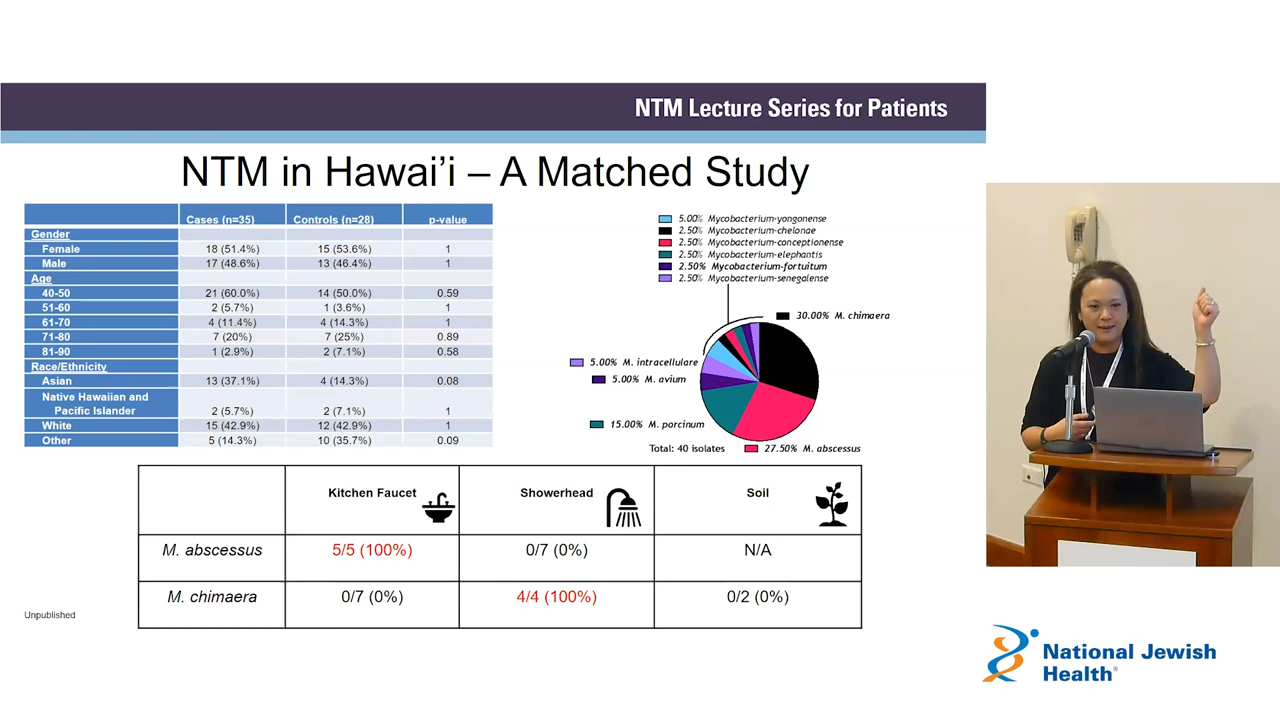 NTM Lecture Series for Patients
NTM in Hawai’i – A Matched Study
Cases (n=35) Controls (n=28) p-value
Gender
Female 18 (51.4%) 15 (53.6%) 1
Male 17 (48.6%) 13 (46.4%) 1
Age
40-50 21 (60.0%) 14 (50.0%) 0.59
51-60 2 (5.7%) 1 (3.6%) 1
61-70 4 (11.4%) 4 (14.3%) 1
71-80 7 (20%) 7 (25%) 0.89
81-90 1 (2.9%) 2 (7.1%) 0.58
Race/Ethnicity
Asian 13 (37.1%) 4 (14.3%) 0.08
Native Hawaiian and
Pacific Islander 2 (5.7%) 2 (7.1%) 1
White 15 (42.9%) 12 (42.9%) 1
Other 5 (14.3%) 10 (35.7%) 0.09
5.00% Mycobacterium-yongonense
2.50% Mycobacterium-chelonae
2.50% Mycobacterium-conceptionense
2.50% Mycobacterium-elephantis
2.50% Mycobacterium-fortuitum
2.50% Mycobacterium-senegalense
30.00% M. chimaera
5.00% M. intracellulare
5.00% M. avium
15.00% M. porcinum
Total: 40 isolates 27.50% M. abscessus
Kitchen Faucet Showerhead Soil
M. abscessus 5/5 (100%) 0/7 (0%) N/A
M. chimaera 0/7 (0%) 4/4 (100%) 0/2 (0%)
Unpublished
National Jewish
Health®